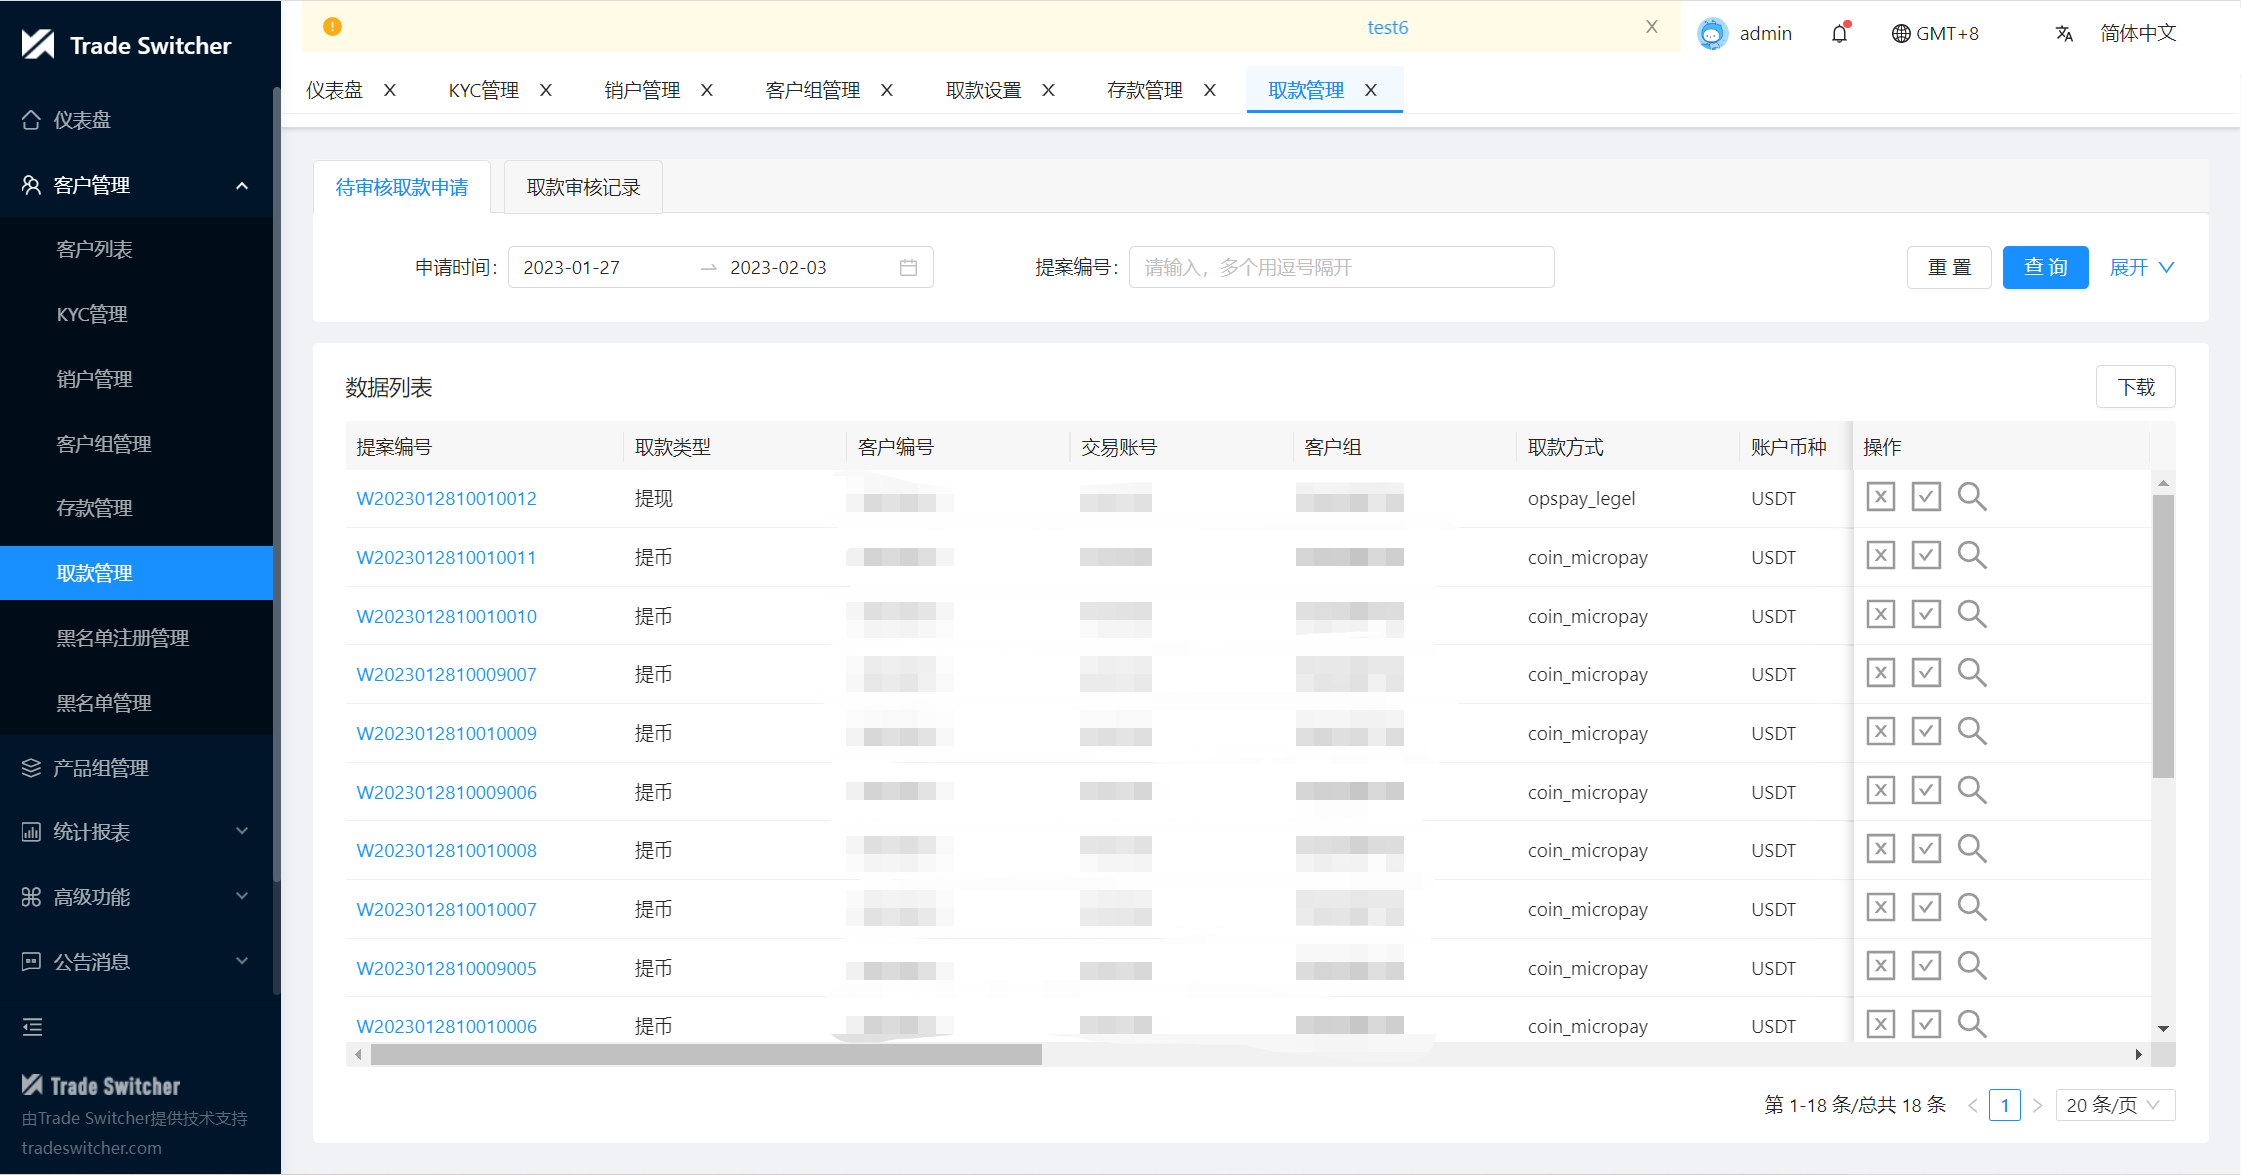 Trade Switcher
test6
X
admin
GMT+8
简体中文
仪表盘 X
KYC管理 X
销户管理 X
客户组管理 X
取款设置 X
存款管理 X
取款管理 X
仪表盘
客户管理
客户列表
KYC管理
销户管理
客户组管理
存款管理
取款管理
黑名单注册管理
黑名单管理
产品组管理
统计报表
高级功能
公告消息
Trade Switcher
由Trade Switcher提供技术支持
tradeswitcher.com
待审核取款申请 取款审核记录
申请时间: 2023-01-27 → 2023-02-03 提案编号: 请输入，多个用逗号隔开 重 置 查 询 展开
数据列表 下载
提案编号 取款类型 客户编号 交易账号 客户组 取款方式 账户币种 操作
W2023012810010012 提现 opspay_legel USDT
W2023012810010011 提币 coin_micropay USDT
W2023012810010010 提币 coin_micropay USDT
W2023012810009007 提币 coin_micropay USDT
W2023012810010009 提币 coin_micropay USDT
W2023012810009006 提币 coin_micropay USDT
W2023012810010008 提币 coin_micropay USDT
W2023012810010007 提币 coin_micropay USDT
W2023012810009005 提币 coin_micropay USDT
W2023012810010006 提币 coin_micropay USDT
第 1-18 条/总共 18 条 < 1 > 20 条/页